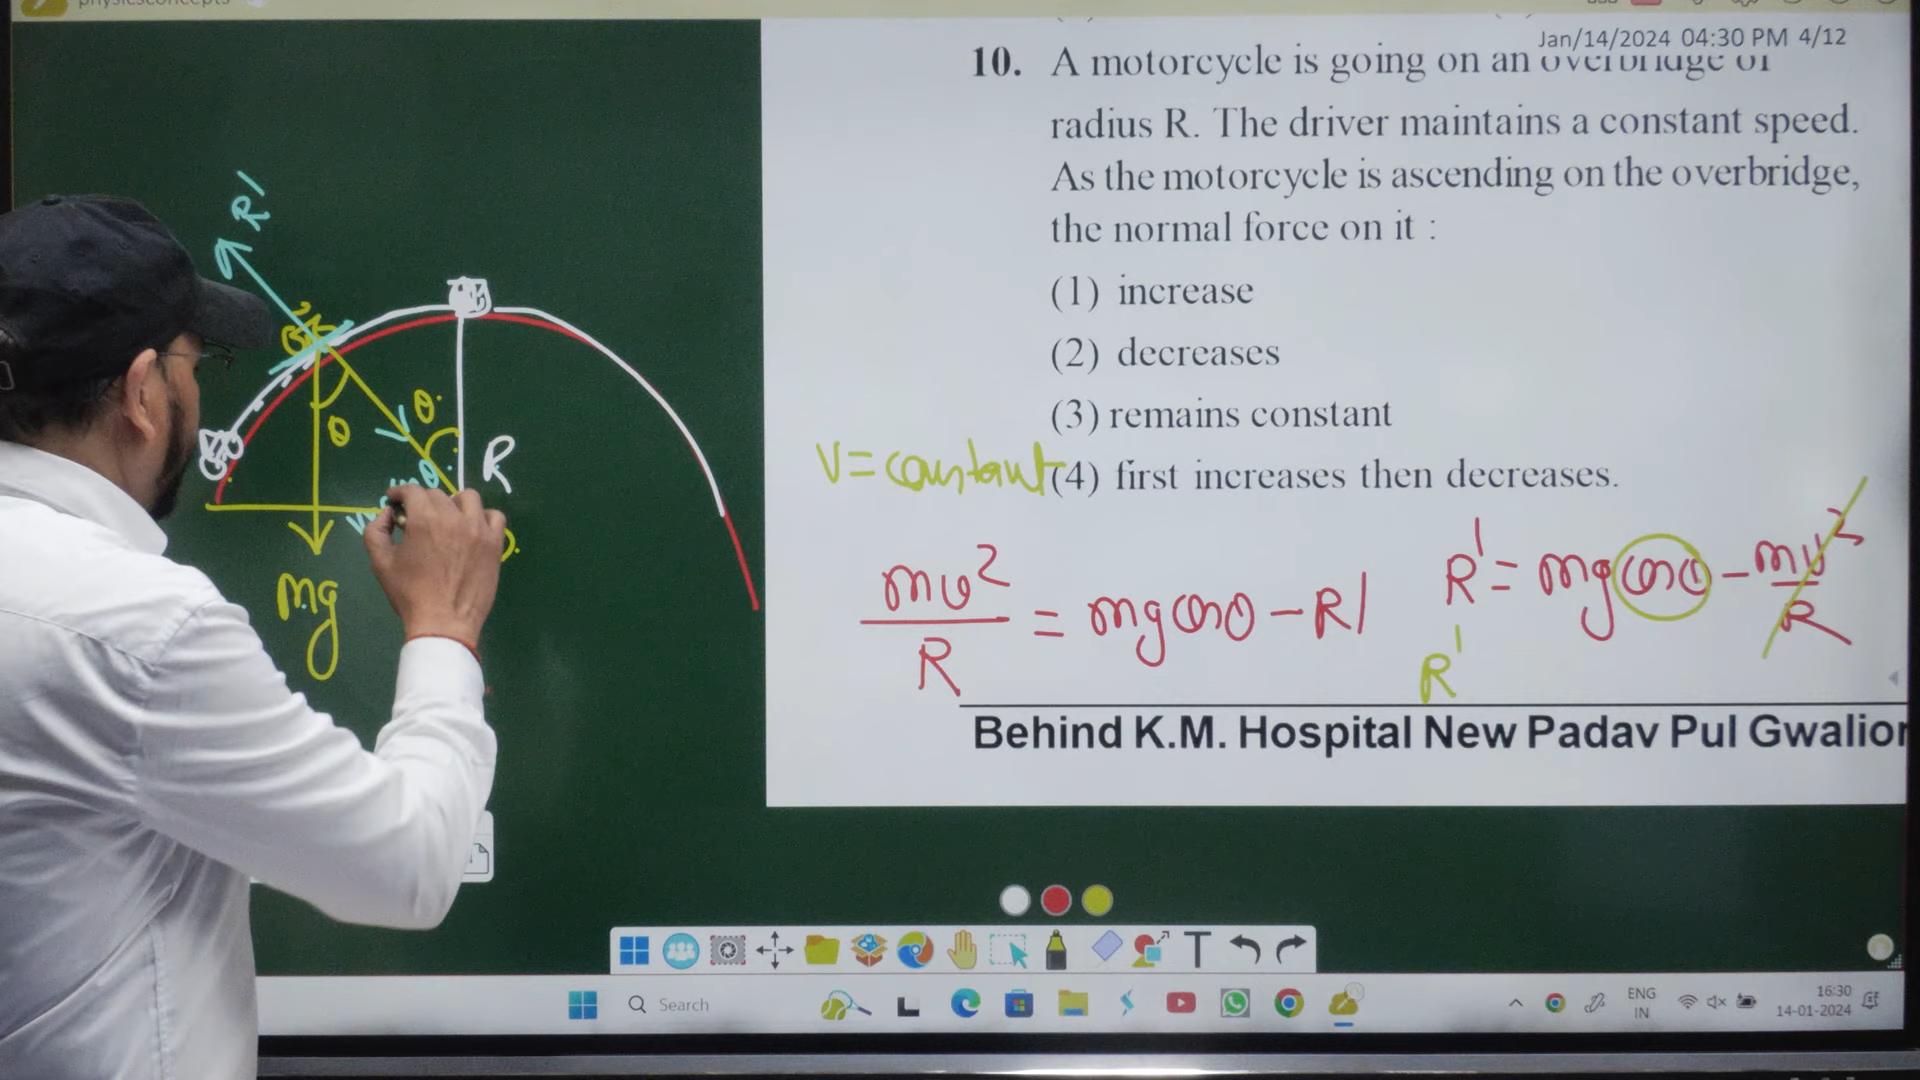 physicsconcepts
Jan/14/2024 04:30 PM 4/12
10. A motorcycle is going on an overbridge of
radius R. The driver maintains a constant speed.
As the motorcycle is ascending on the overbridge,
the normal force on it :
(1) increase
(2) decreases
(3) remains constant
(4) first increases then decreases.
V = constant
R'
θ
θ
R
mg
mv²/R = mg cosθ - R'
R' = mg cosθ - mv²/R
R'
Behind K.M. Hospital New Padav Pul Gwalior
T
Search
ENG
IN
16:30
14-01-2024